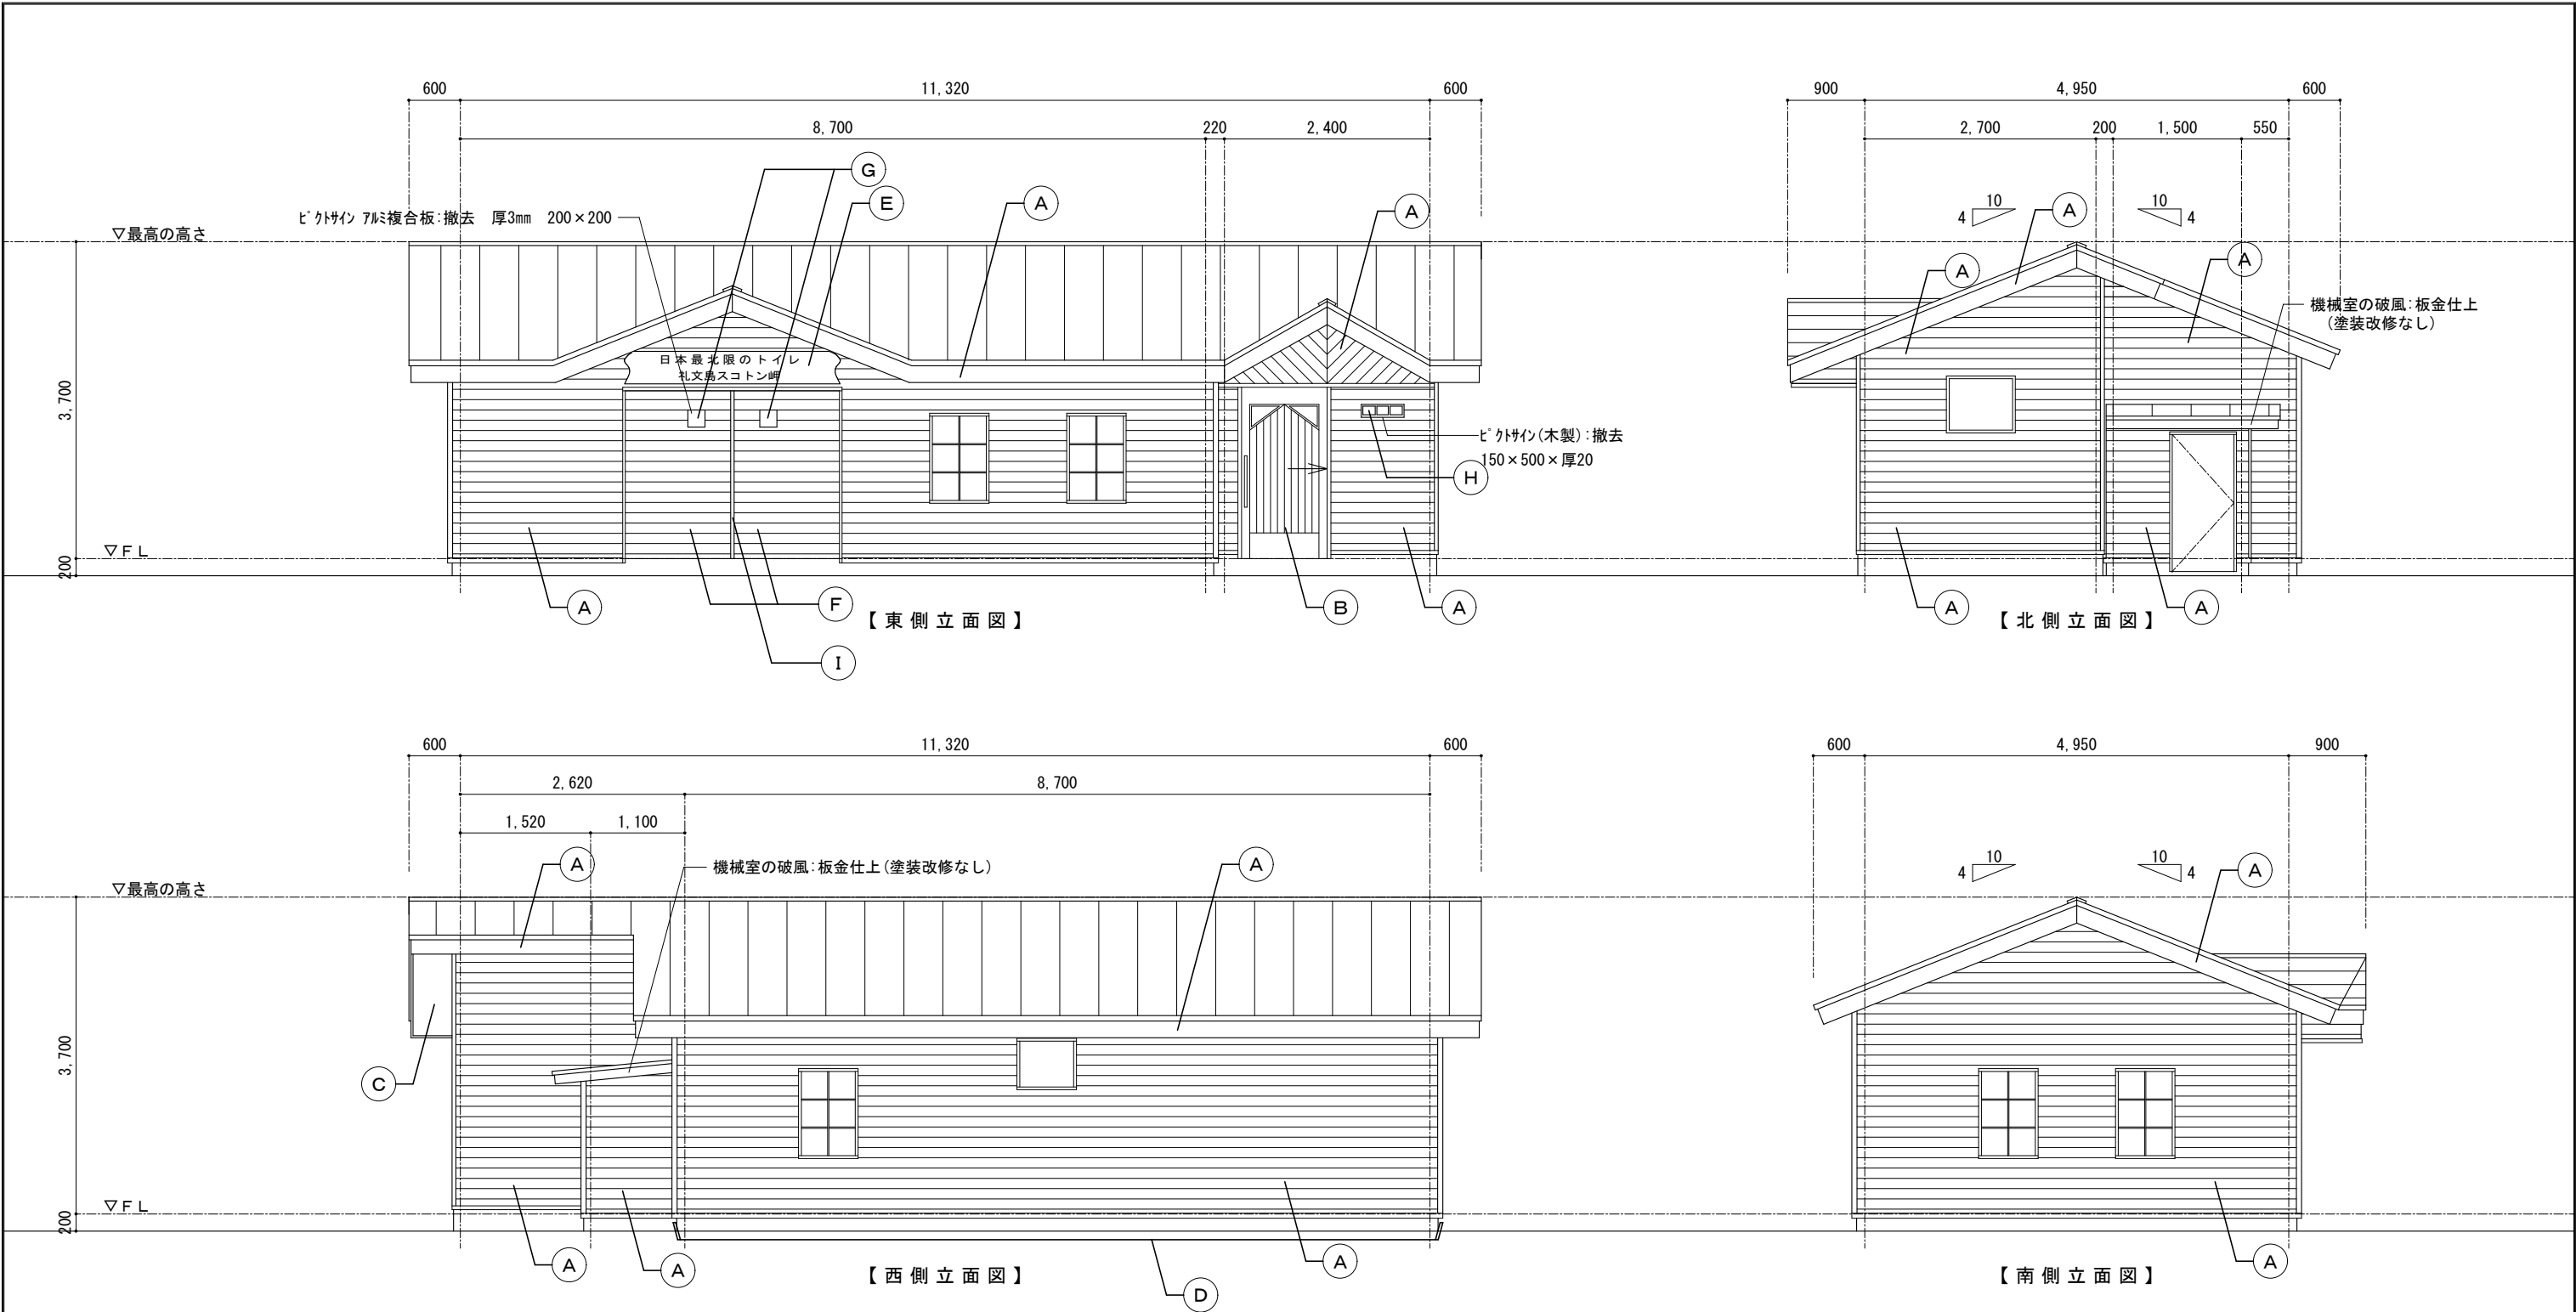 600
11,320
600
8,700
220
2,400
G
E
A
A
ﾋﾟｸﾄｻｲﾝ ｱﾙﾐ複合板:撤去 厚3mm 200×200
▽最高の高さ
日本最北限のトイレ
礼文島スコトン岬
3,700
ﾋﾟｸﾄｻｲﾝ(木製):撤去
150×500×厚20
H
▽FL
200
A
F
B
A
I
【東側立面図】
900
4,950
600
2,700
200
1,500
550
10
4
A
10
4
A
A
機械室の破風:板金仕上
(塗装改修なし)
A
A
【北側立面図】
600
11,320
600
2,620
8,700
1,520
1,100
A
機械室の破風:板金仕上(塗装改修なし)
A
▽最高の高さ
3,700
C
▽FL
200
A
A
A
D
【西側立面図】
600
4,950
900
10
4
10
4
A
A
【南側立面図】